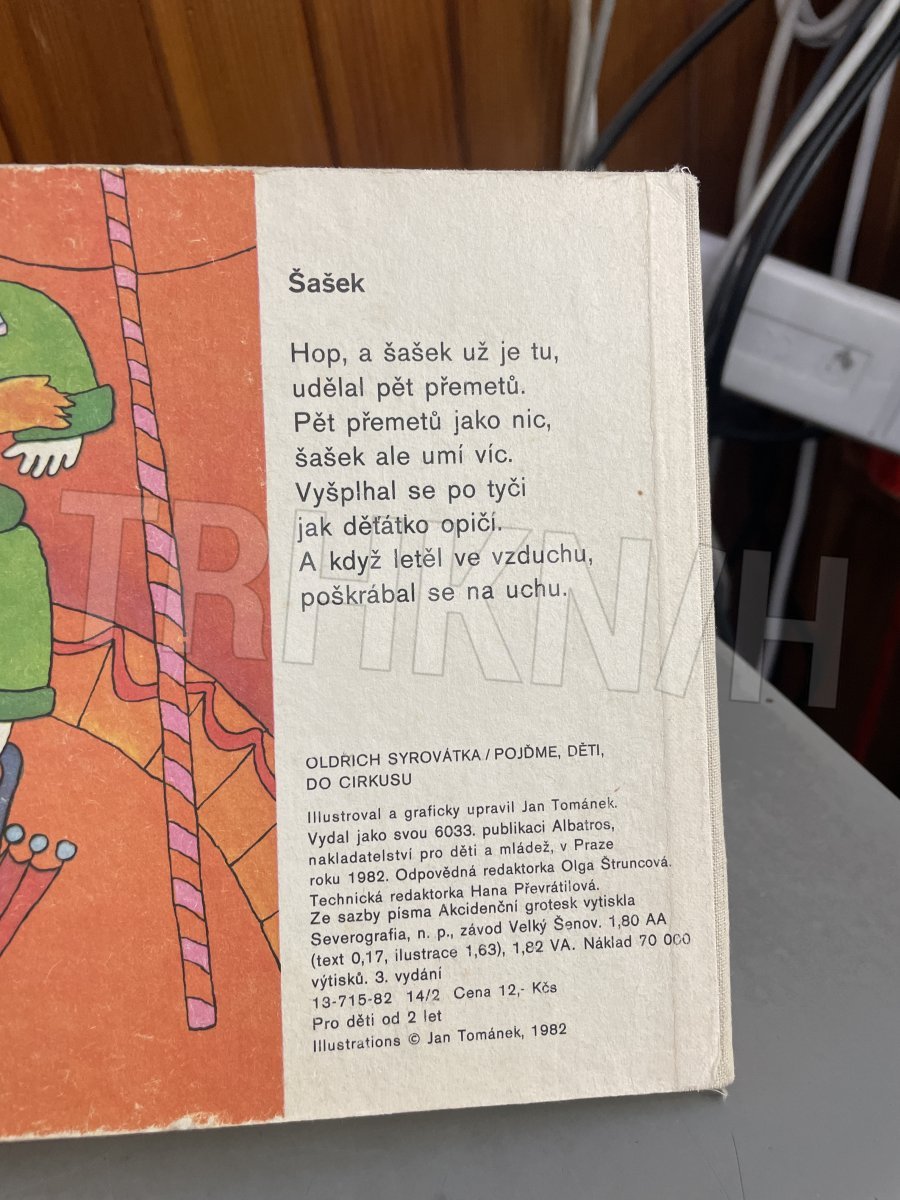 Šašek
Hop, a šašek už je tu,
udělal pět přemetů.
Pět přemetů jako nic,
šašek ale umí víc.
Vyšplhal se po tyči
jak děťátko opičí.
A když letěl ve vzduchu,
poškrábal se na uchu.
TRHKNIH
OLDŘICH SYROVÁTKA / POJĎME, DĚTI,
DO CIRKUSU
Illustroval a graficky upravil Jan Tománek.
Vydal jako svou 6033. publikaci Albatros,
nakladatelství pro děti a mládež, v Praze
roku 1982. Odpovědná redaktorka Olga Štruncová.
Technická redaktorka Hana Převrátilová.
Ze sazby písma Akcidenční grotesk vytiskla
Severografia, n. p., závod Velký Šenov. 1,80 AA
(text 0,17, ilustrace 1,63), 1,82 VA. Náklad 70 000
výtisků. 3. vydání
13-715-82 14/2 Cena 12,- Kčs
Pro děti od 2 let
Illustrations © Jan Tománek, 1982